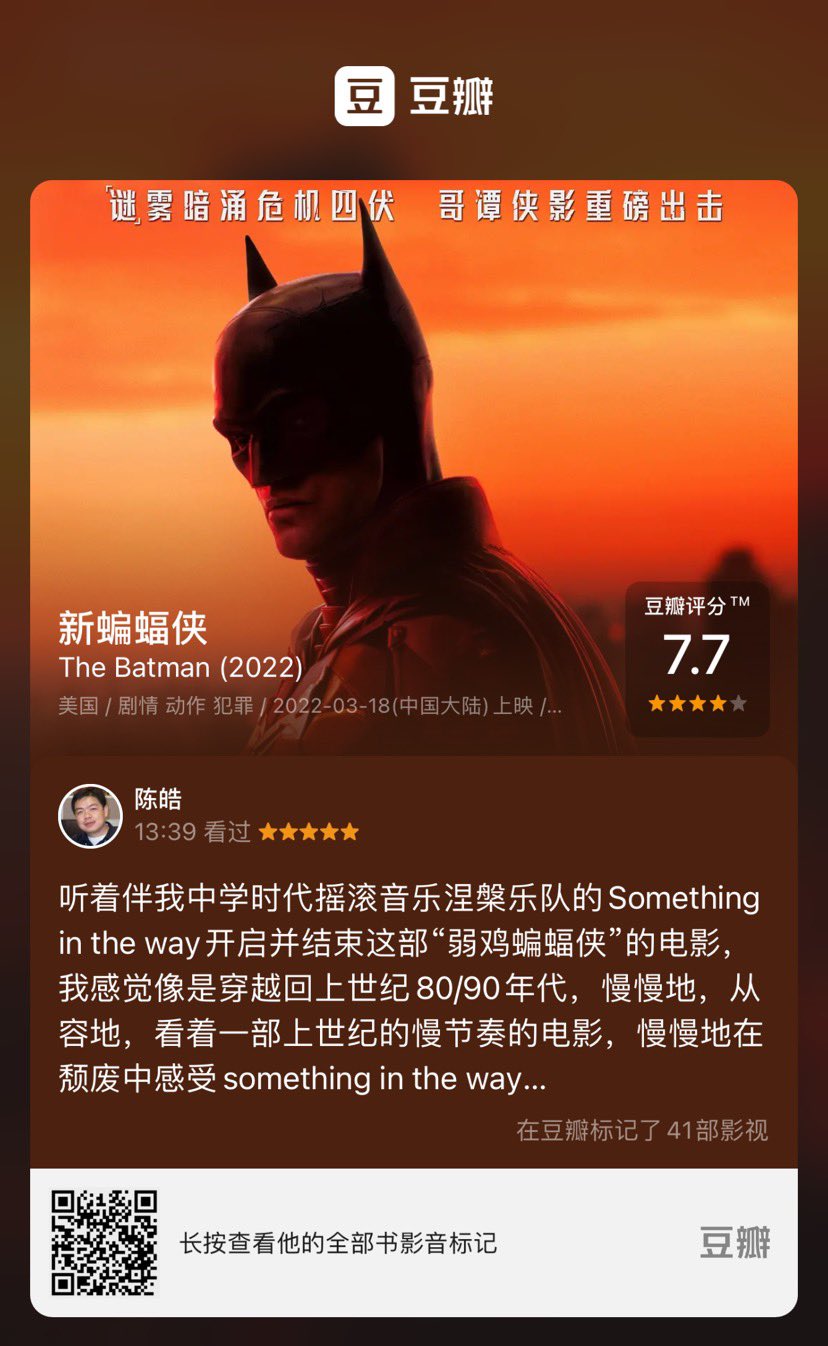 豆 豆瓣
「谜」雾暗涌危机四伏 哥谭侠影重磅出击
新蝙蝠侠
The Batman (2022)
美国 / 剧情 动作 犯罪 / 2022-03-18(中国大陆) 上映 /...
豆瓣评分™
7.7
陈皓
13:39 看过
听着伴我中学时代摇滚音乐涅槃乐队的Something
in the way开启并结束这部“弱鸡蝙蝠侠”的电影，
我感觉像是穿越回上世纪80/90年代，慢慢地，从
容地，看着一部上世纪的慢节奏的电影，慢慢地在
颓废中感受something in the way...
在豆瓣标记了41部影视
长按查看他的全部书影音标记
豆瓣